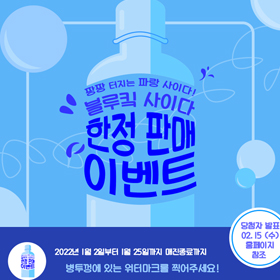 팡팡 터지는 파랑 사이다!
블루킥 사이다
한정 판매
이벤트
당첨자 발표
02. 15 (수)
홈페이지
참조
2022년 1월 2일부터 1월 25일까지 매진종료까지
병뚜껑에 있는 워터마크를 찍어주세요!